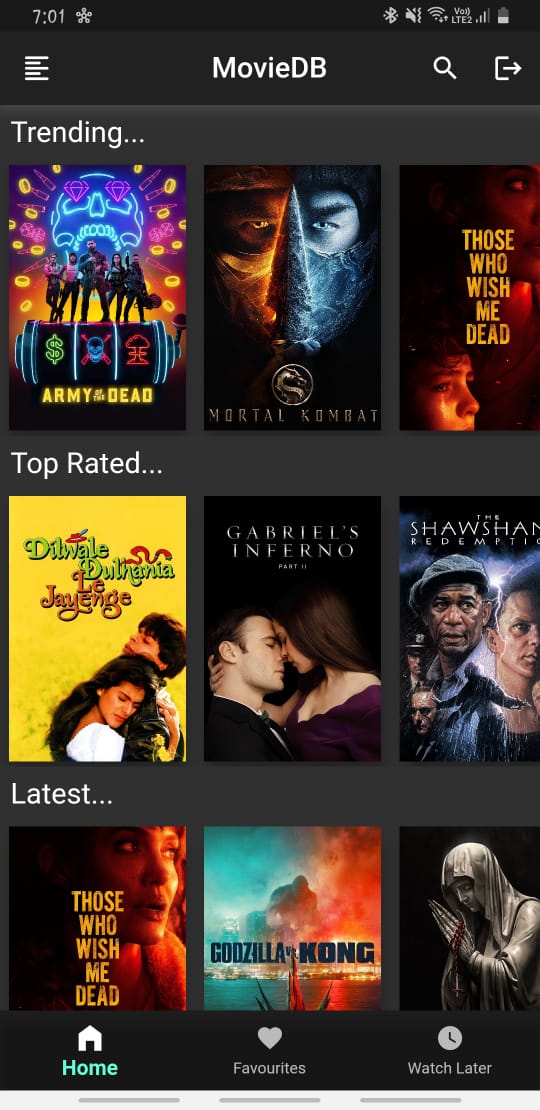 7:01
Vo))
LTE2
MovieDB
Trending...
ARMY OF THE DEAD
MORTAL KOMBAT
THOSE
WHO
WISH
ME
DEAD
Top Rated...
Dilwale
Dulhania
Le
Jayenge
GABRIEL'S
INFERNO
PART II
THE
SHAWSHAN
REDEMPTIO
Latest...
THOSE
WHO
WISH
ME
DEAD
GODZILLA VS. KONG
Home
Favourites
Watch Later